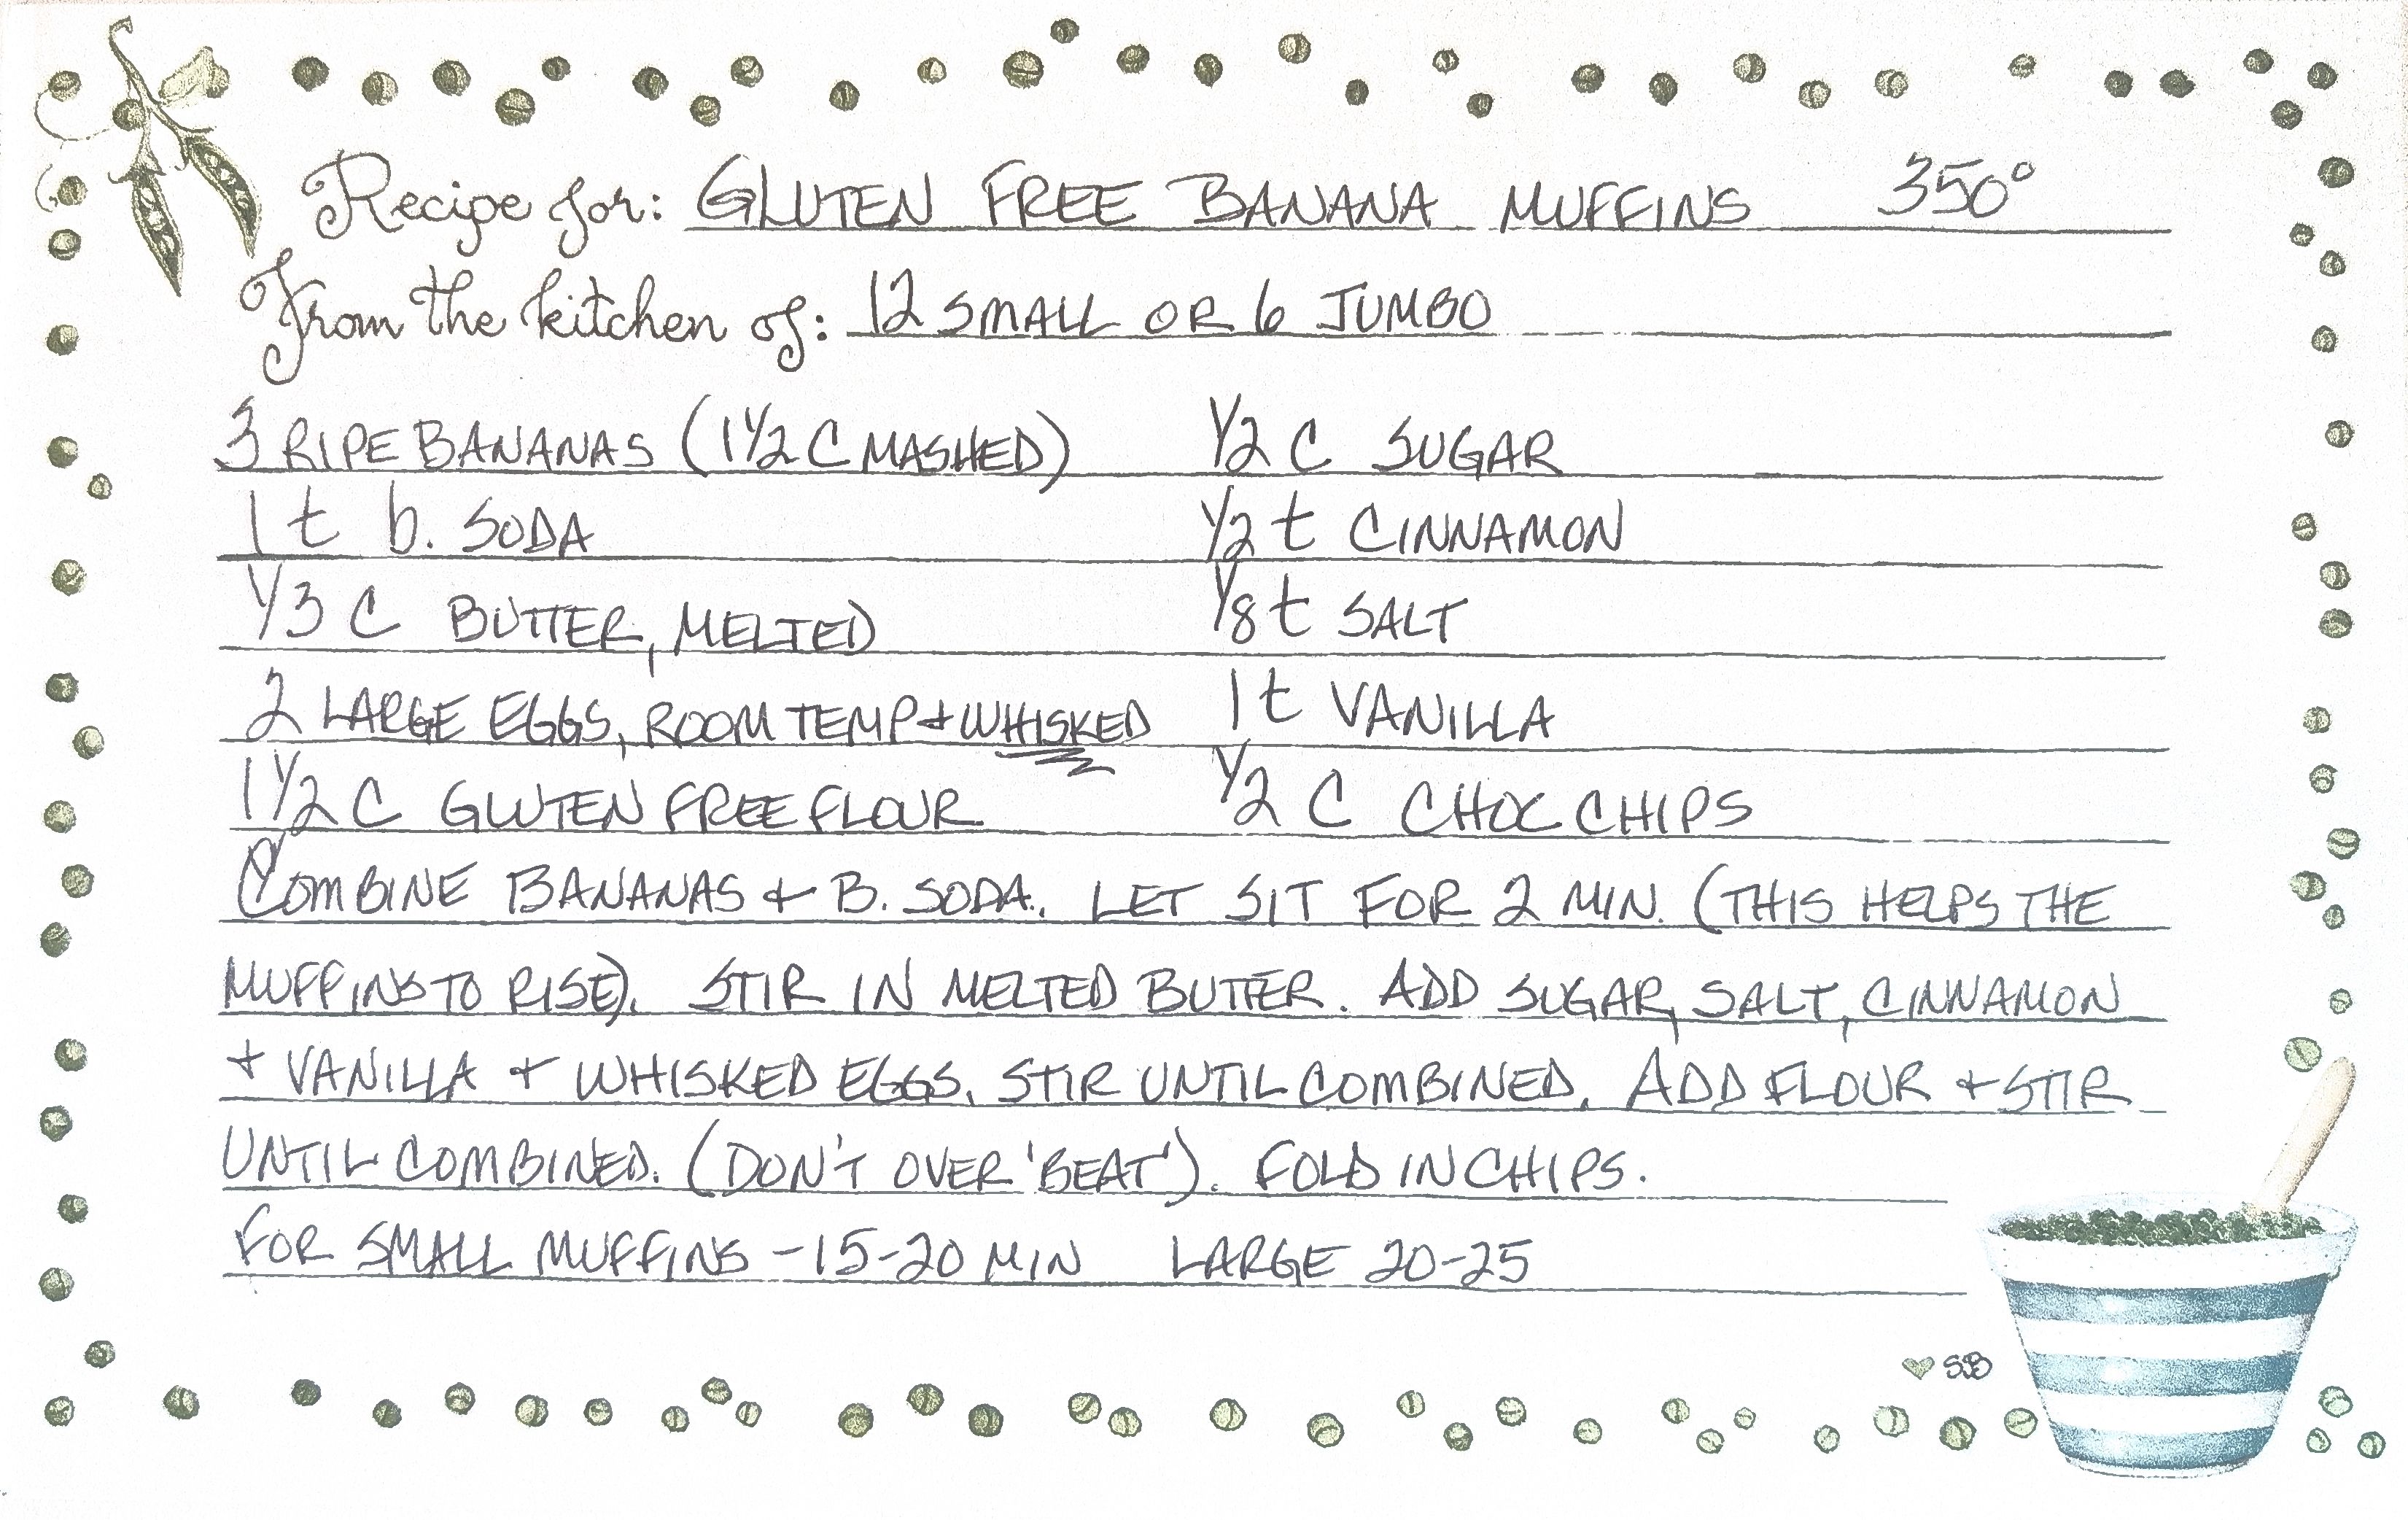 Recipe for: GLUTEN FREE BANANA MUFFINS 350°
From the kitchen of: 12 SMALL OR 6 JUMBO
3 RIPE BANANAS (1 1/2 C MASHED) 1/2 C SUGAR
1 t b. SODA 1/2 t CINNAMON
1/3 C BUTTER, MELTED 1/8 t SALT
2 LARGE EGGS, ROOM TEMP + WHISKED 1 t VANILLA
1 1/2 C GLUTEN FREE FLOUR 1/2 C CHOC CHIPS
COMBINE BANANAS + B. SODA. LET SIT FOR 2 MIN. (THIS HELPS THE
MUFFINS TO RISE). STIR IN MELTED BUTTER. ADD SUGAR, SALT, CINNAMON
+ VANILLA + WHISKED EGGS. STIR UNTIL COMBINED. ADD FLOUR + STIR
UNTIL COMBINED. (DON'T OVER 'BEAT'). FOLD IN CHIPS.
FOR SMALL MUFFINS - 15-20 MIN LARGE 20-25
SJB